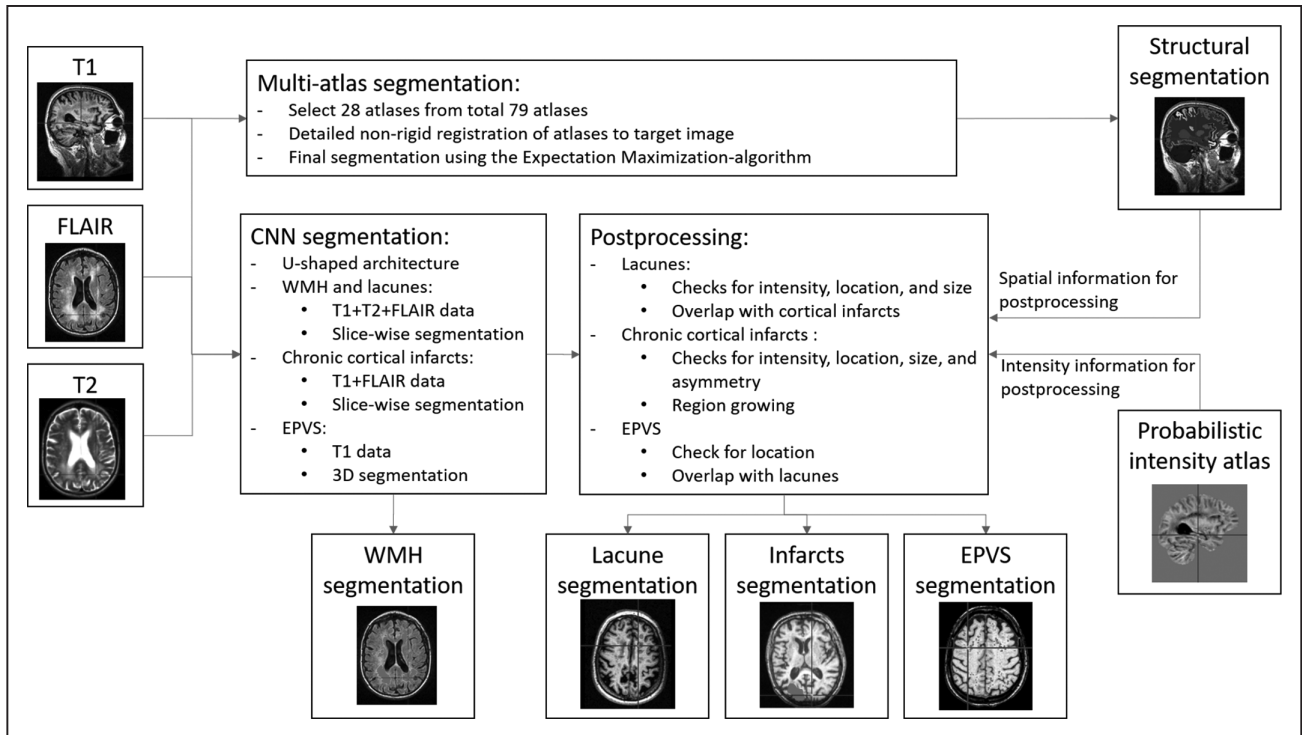 T1
Multi-atlas segmentation:
- Select 28 atlases from total 79 atlases
- Detailed non-rigid registration of atlases to target image
- Final segmentation using the Expectation Maximization-algorithm
Structural
segmentation
FLAIR
T2
CNN segmentation:
- U-shaped architecture
- WMH and lacunes:
• T1+T2+FLAIR data
• Slice-wise segmentation
- Chronic cortical infarcts:
• T1+FLAIR data
• Slice-wise segmentation
- EPVS:
• T1 data
• 3D segmentation
Postprocessing:
- Lacunes:
• Checks for intensity, location, and size
• Overlap with cortical infarcts
- Chronic cortical infarcts :
• Checks for intensity, location, size, and
asymmetry
• Region growing
- EPVS
• Check for location
• Overlap with lacunes
Spatial information for
postprocessing
Intensity information for
postprocessing
Probabilistic
intensity atlas
WMH
segmentation
Lacune
segmentation
Infarcts
segmentation
EPVS
segmentation